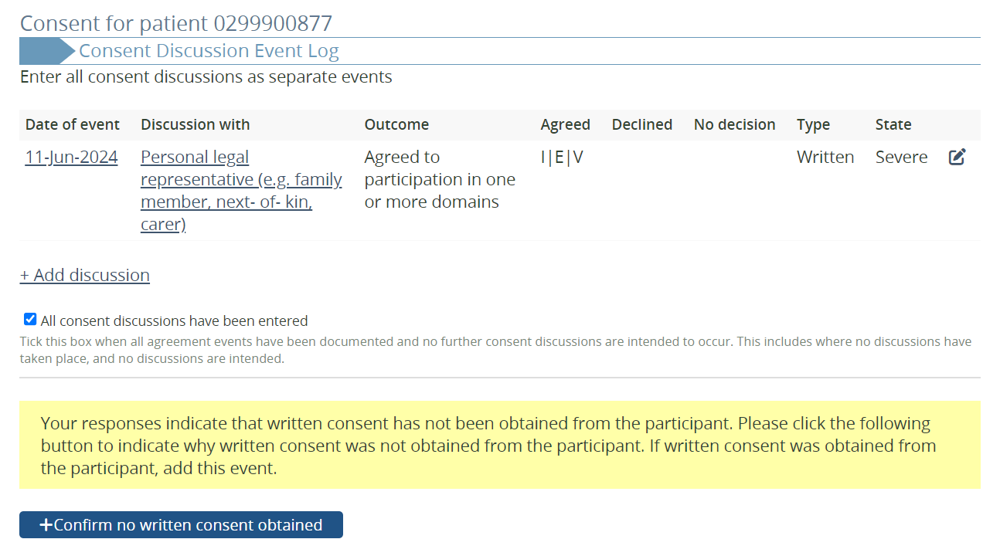 Consent for patient 0299900877
Consent Discussion Event Log
Enter all consent discussions as separate events
Date of event Discussion with Outcome Agreed Declined No decision Type State
11-Jun-2024 Personal legal Agreed to I|E|V Written Severe
representative (e.g. family participation in one
member, next- of- kin, or more domains
carer)
+ Add discussion
All consent discussions have been entered
Tick this box when all agreement events have been documented and no further consent discussions are intended to occur. This includes where no discussions have
taken place, and no discussions are intended.
Your responses indicate that written consent has not been obtained from the participant. Please click the following
button to indicate why written consent was not obtained from the participant. If written consent was obtained from
the participant, add this event.
+Confirm no written consent obtained